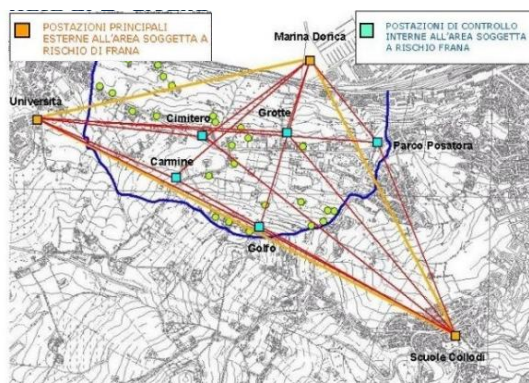 POSTAZIONI PRINCIPALI
ESTERNE ALL'AREA SOGGETTA A
RISCHIO DI FRANA
POSTAZIONI DI CONTROLLO
INTERNE ALL'AREA SOGGETTA
A RISCHIO FRANA
Marina Dorica
Università
Cimitero
Grotte
Parco Posatora
Carmine
Golfo
Scuole Collodi